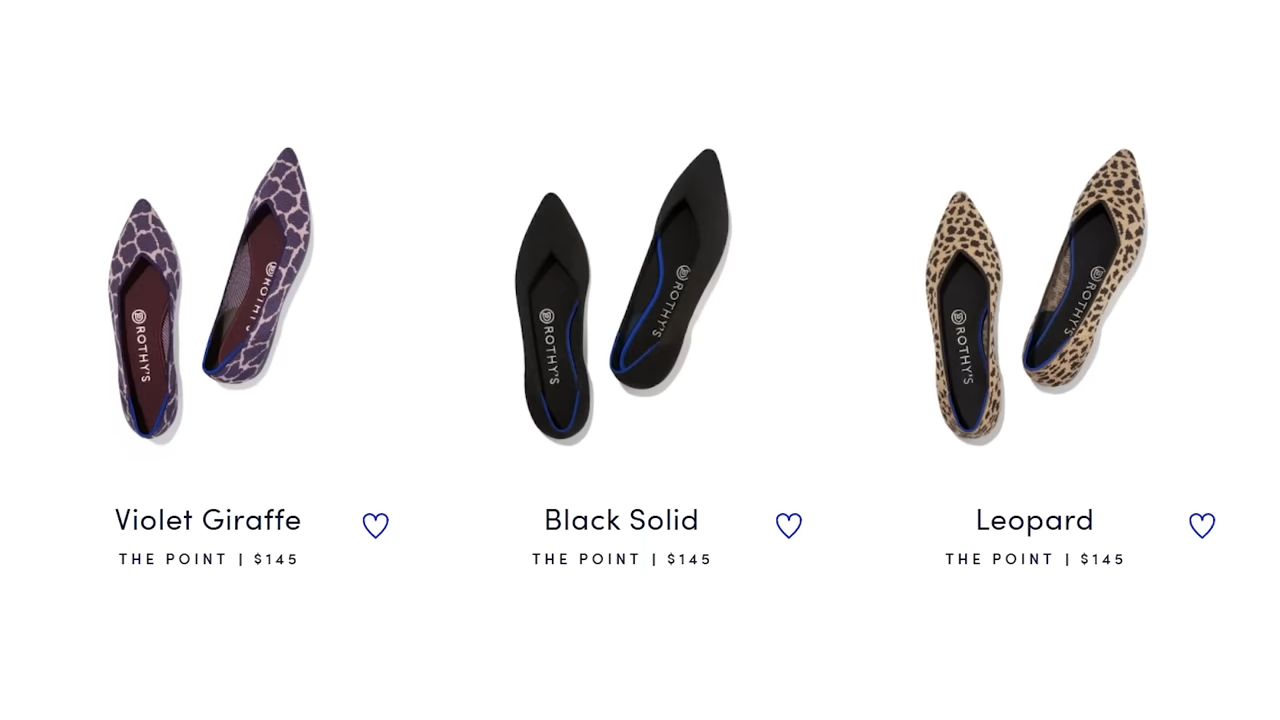 ROTHY'S
ROTHY'S
ROTHY'S
ROTHY'S
ROTHY'S
Violet Giraffe
Black Solid
Leopard
THE POINT | $145
THE POINT | $145
THE POINT | $145